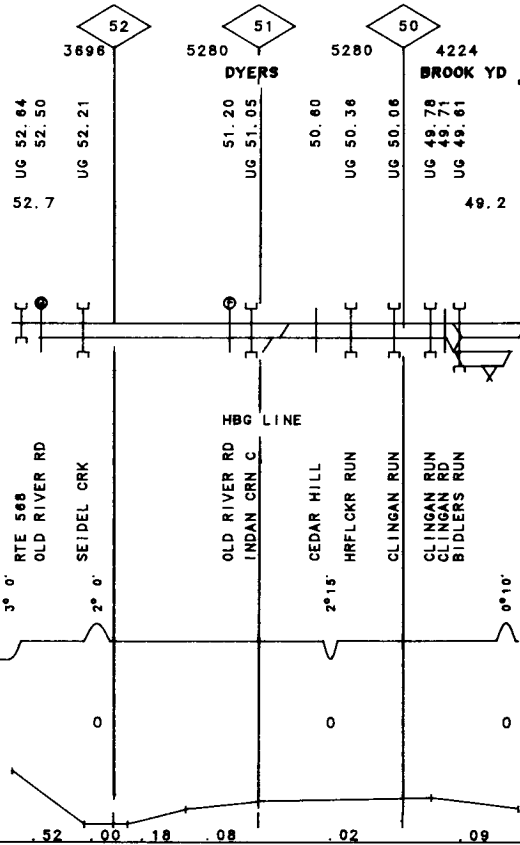 52 51 50
3696 5280 5280 4224
DYERS BROOK YD
UG 52.64
52.50
UG 52.21
51.20
UG 51.05
50.60
UG 50.36
UG 50.06
UG 49.78
49.71
UG 49.61
52.7 49.2
HBG LINE
RTE 568
OLD RIVER RD
SEIDEL CRK
OLD RIVER RD
INDAN CRN C
CEDAR HILL
HRFLCKR RUN
CLINGAN RUN
CLINGAN RUN
CLINGAN RD
BIDLERS RUN
3° 0'
2° 0'
2°15'
0°10'
0 0 0
.52 .00 .18 .08 .02 .09